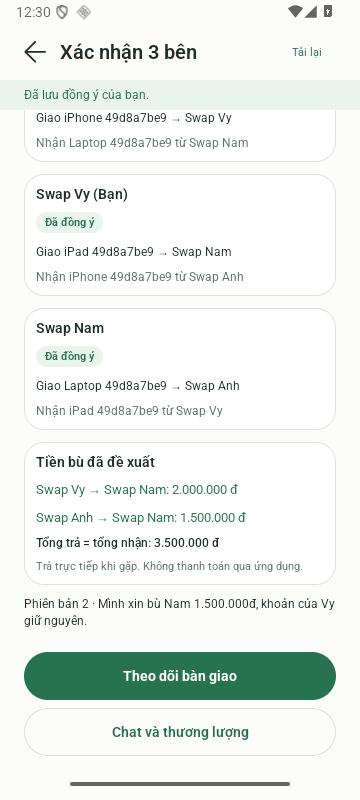 12:30
Xác nhận 3 bên
Tải lại
Đã lưu đồng ý của bạn.
Giao iPhone 49d8a7be9 → Swap Vy
Nhận Laptop 49d8a7be9 từ Swap Nam
Swap Vy (Bạn)
Đã đồng ý
Giao iPad 49d8a7be9 → Swap Nam
Nhận iPhone 49d8a7be9 từ Swap Anh
Swap Nam
Đã đồng ý
Giao Laptop 49d8a7be9 → Swap Anh
Nhận iPad 49d8a7be9 từ Swap Vy
Tiền bù đã đề xuất
Swap Vy → Swap Nam: 2.000.000 đ
Swap Anh → Swap Nam: 1.500.000 đ
Tổng trả = tổng nhận: 3.500.000 đ
Trả trực tiếp khi gặp. Không thanh toán qua ứng dụng.
Phiên bản 2 · Mình xin bù Nam 1.500.000đ, khoản của Vy
giữ nguyên.
Theo dõi bàn giao
Chat và thương lượng